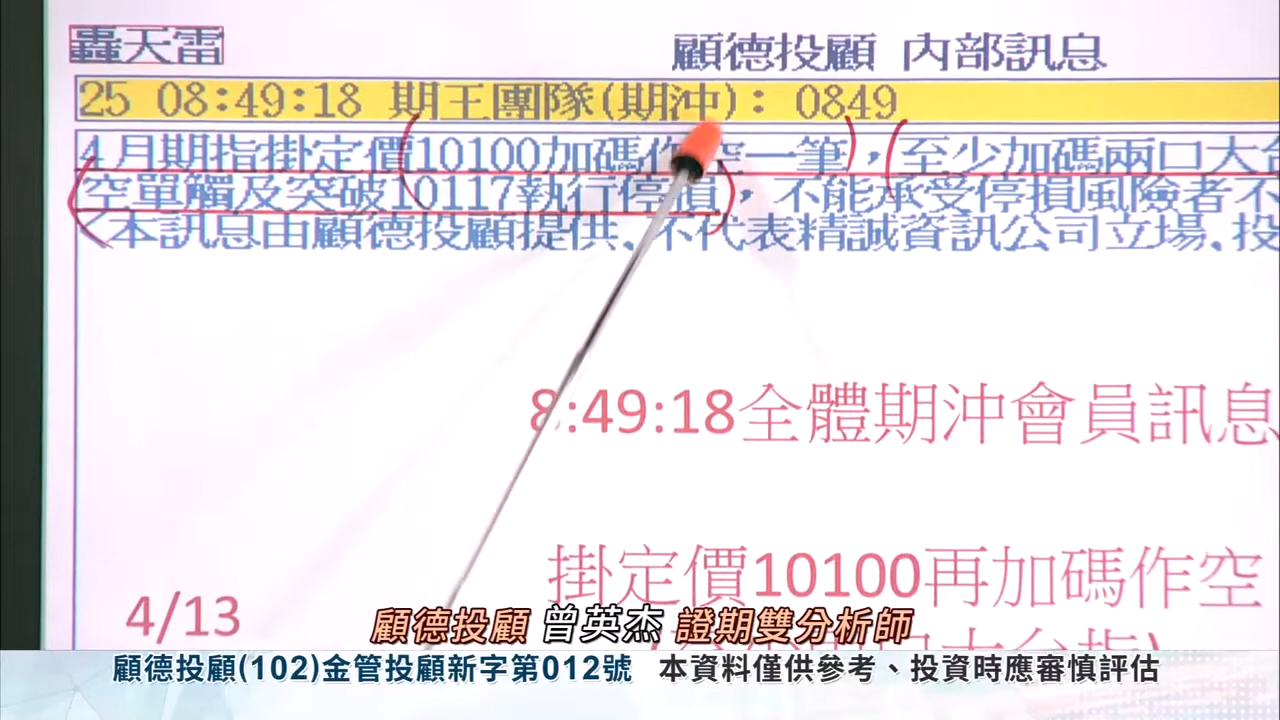 轟天雷
顧德投顧 內部訊息
25 08:49:18 期王團隊(期沖): 0849
4月期指掛定價10100加碼作空一筆,至少加碼兩口大台
空單觸及突破10117執行停損,不能承受停損風險者不
<本訊息由顧德投顧提供、不代表精誠資訊公司立場、投
8:49:18全體期沖會員訊息
掛定價10100再加碼作空
4/13
顧德投顧 曾英杰 證期雙分析師
顧德投顧(102)金管投顧新字第012號 本資料僅供參考、投資時應審慎評估